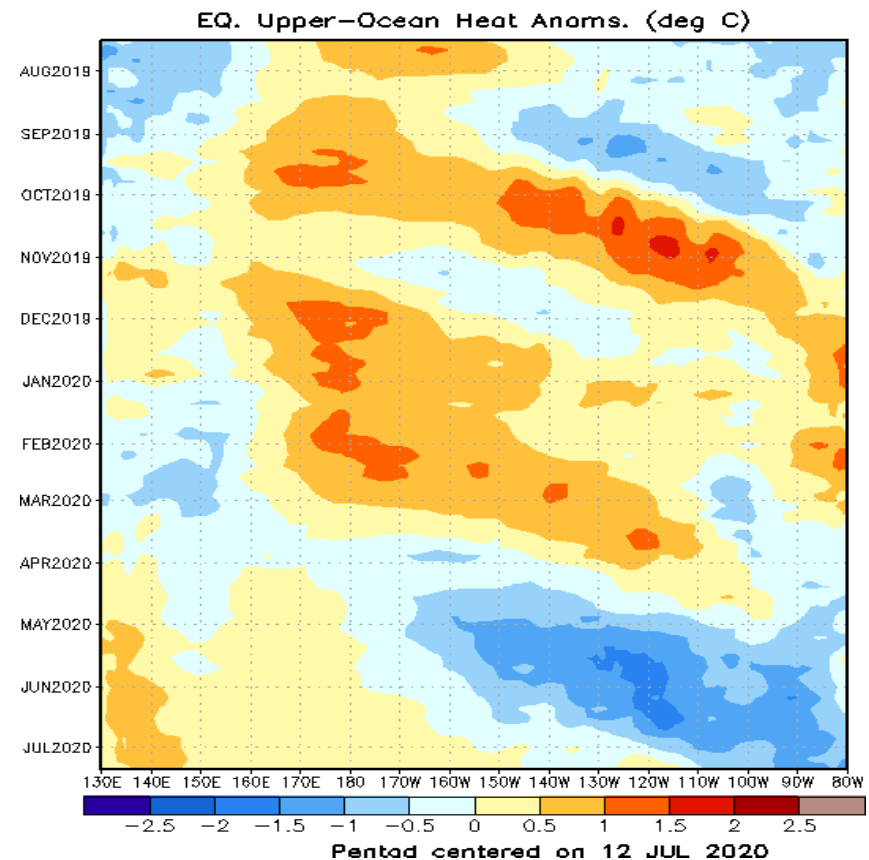 EQ. Upper-Ocean Heat Anoms. (deg C)
AUG2019
SEP2019
OCT2019
NOV2019
DEC2019
JAN2020
FEB2020
MAR2020
APR2020
MAY2020
JUN2020
JUL2020
130E 140E 150E 160E 170E 180 170W 160W 150W 140W 130W 120W 110W 100W 90W 80W
-2.5 -2 -1.5 -1 -0.5 0 0.5 1 1.5 2 2.5
Pentad centered on 12 JUL 2020